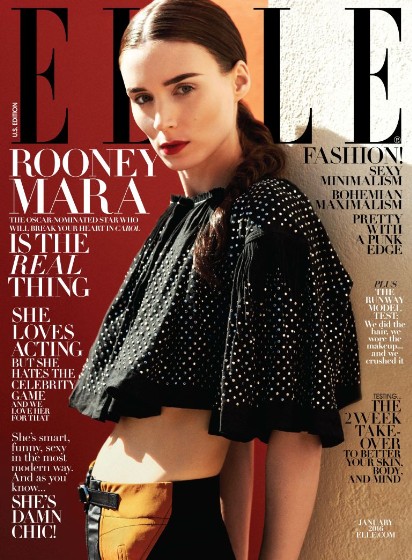 ELLE
U.S. EDITION
ROONEY
MARA
THE OSCAR-NOMINATED STAR WHO
WILL BREAK YOUR HEART IN CAROL
IS THE
REAL
THING
SHE
LOVES
ACTING
BUT SHE
HATES THE
CELEBRITY
GAME
AND WE
LOVE HER
FOR THAT
She's smart,
funny, sexy
in the most
modern way.
And as you
know...
SHE'S
DAMN
CHIC!
FASHION!
SEXY
MINIMALISM
BOHEMIAN
MAXIMALISM
PRETTY
WITH
A PUNK
EDGE
PLUS
THE
RUNWAY
MODEL
TEST:
We did the
hair, we
wore the
makeup...
and we
crushed it
TESTING...
THE
2 WEEK
TAKE-
OVER
TO BETTER
YOUR SKIN,
BODY,
AND MIND
JANUARY
2016
ELLE.COM